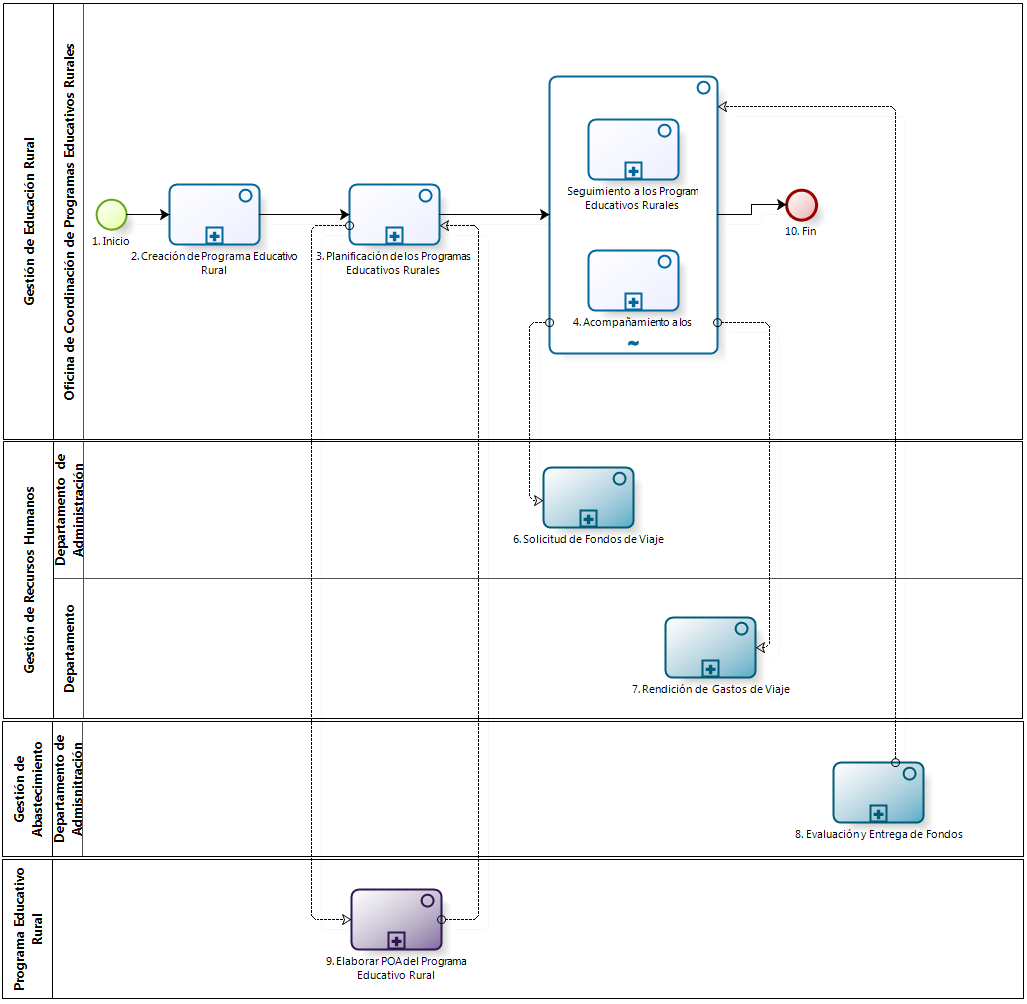 Gestión de Educación Rural
Oficina de Coordinación de Programas Educativos Rurales
1. Inicio
2. Creación de Programa Educativo
Rural
3. Planificación de los Programas
Educativos Rurales
Seguimiento a los Program
Educativos Rurales
4. Acompañamiento a los
10. Fin
Gestión de Recursos Humanos
Departamento de
Administración
6. Solicitud de Fondos de Viaje
Departamento
7. Rendición de Gastos de Viaje
Gestión de
Abastecimiento
Departamento de
Admisnitración
8. Evaluación y Entrega de Fondos
Programa Educativo
Rural
9. Elaborar POA del Programa
Educativo Rural